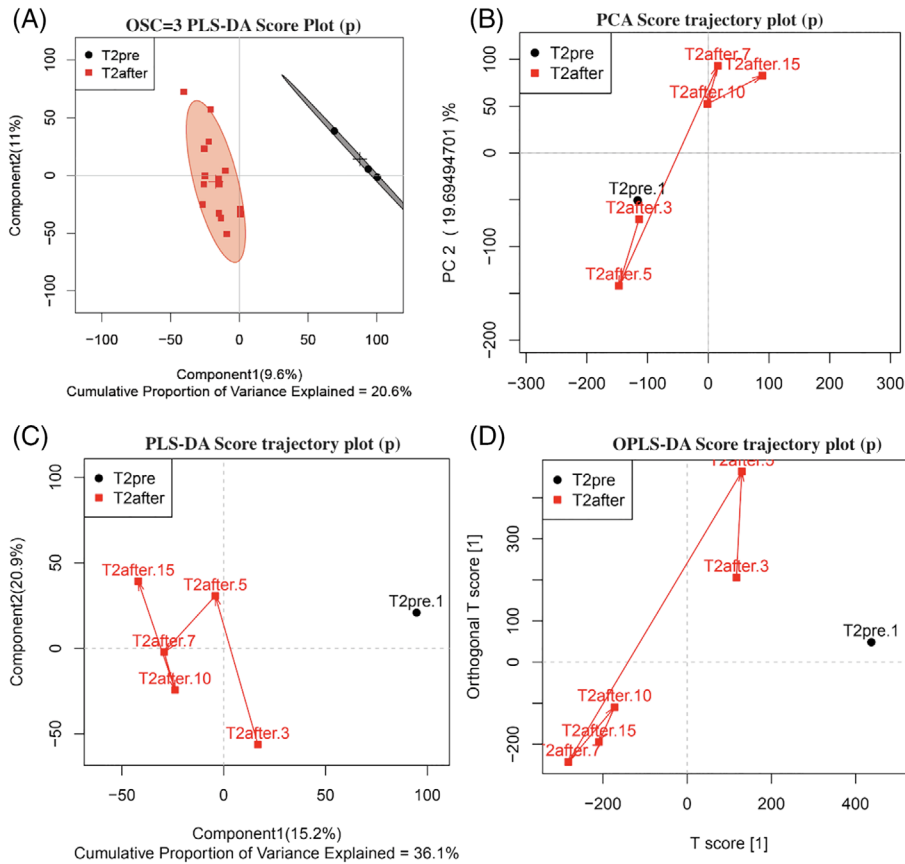 (A)
OSC=3 PLS-DA Score Plot (p)
T2pre
T2after
Component2(11%)
100
50
0
−50
−100
−100
−50
0
50
100
Component1(9.6%)
Cumulative Proportion of Variance Explained = 20.6%
(B)
PCA Score trajectory plot (p)
T2pre
T2after
PC 2 ( 19.69494701 )%
100
50
0
−100
−200
T2after.7
T2after.15
T2after.10
T2pre.1
T2after.3
T2after.5
−300
−200
−100
0
100
200
300
(C)
PLS-DA Score trajectory plot (p)
T2pre
T2after
Component2(20.9%)
100
50
0
−50
T2after.15
T2after.5
T2pre.1
T2after.7
T2after.10
T2after.3
−50
0
50
100
Component1(15.2%)
Cumulative Proportion of Variance Explained = 36.1%
(D)
OPLS-DA Score trajectory plot (p)
T2pre
T2after
Orthogonal T score [1]
300
100
0
−200
T2after.5
T2after.3
T2pre.1
T2after.10
T2after.15
T2after.7
−200
0
200
400
T score [1]